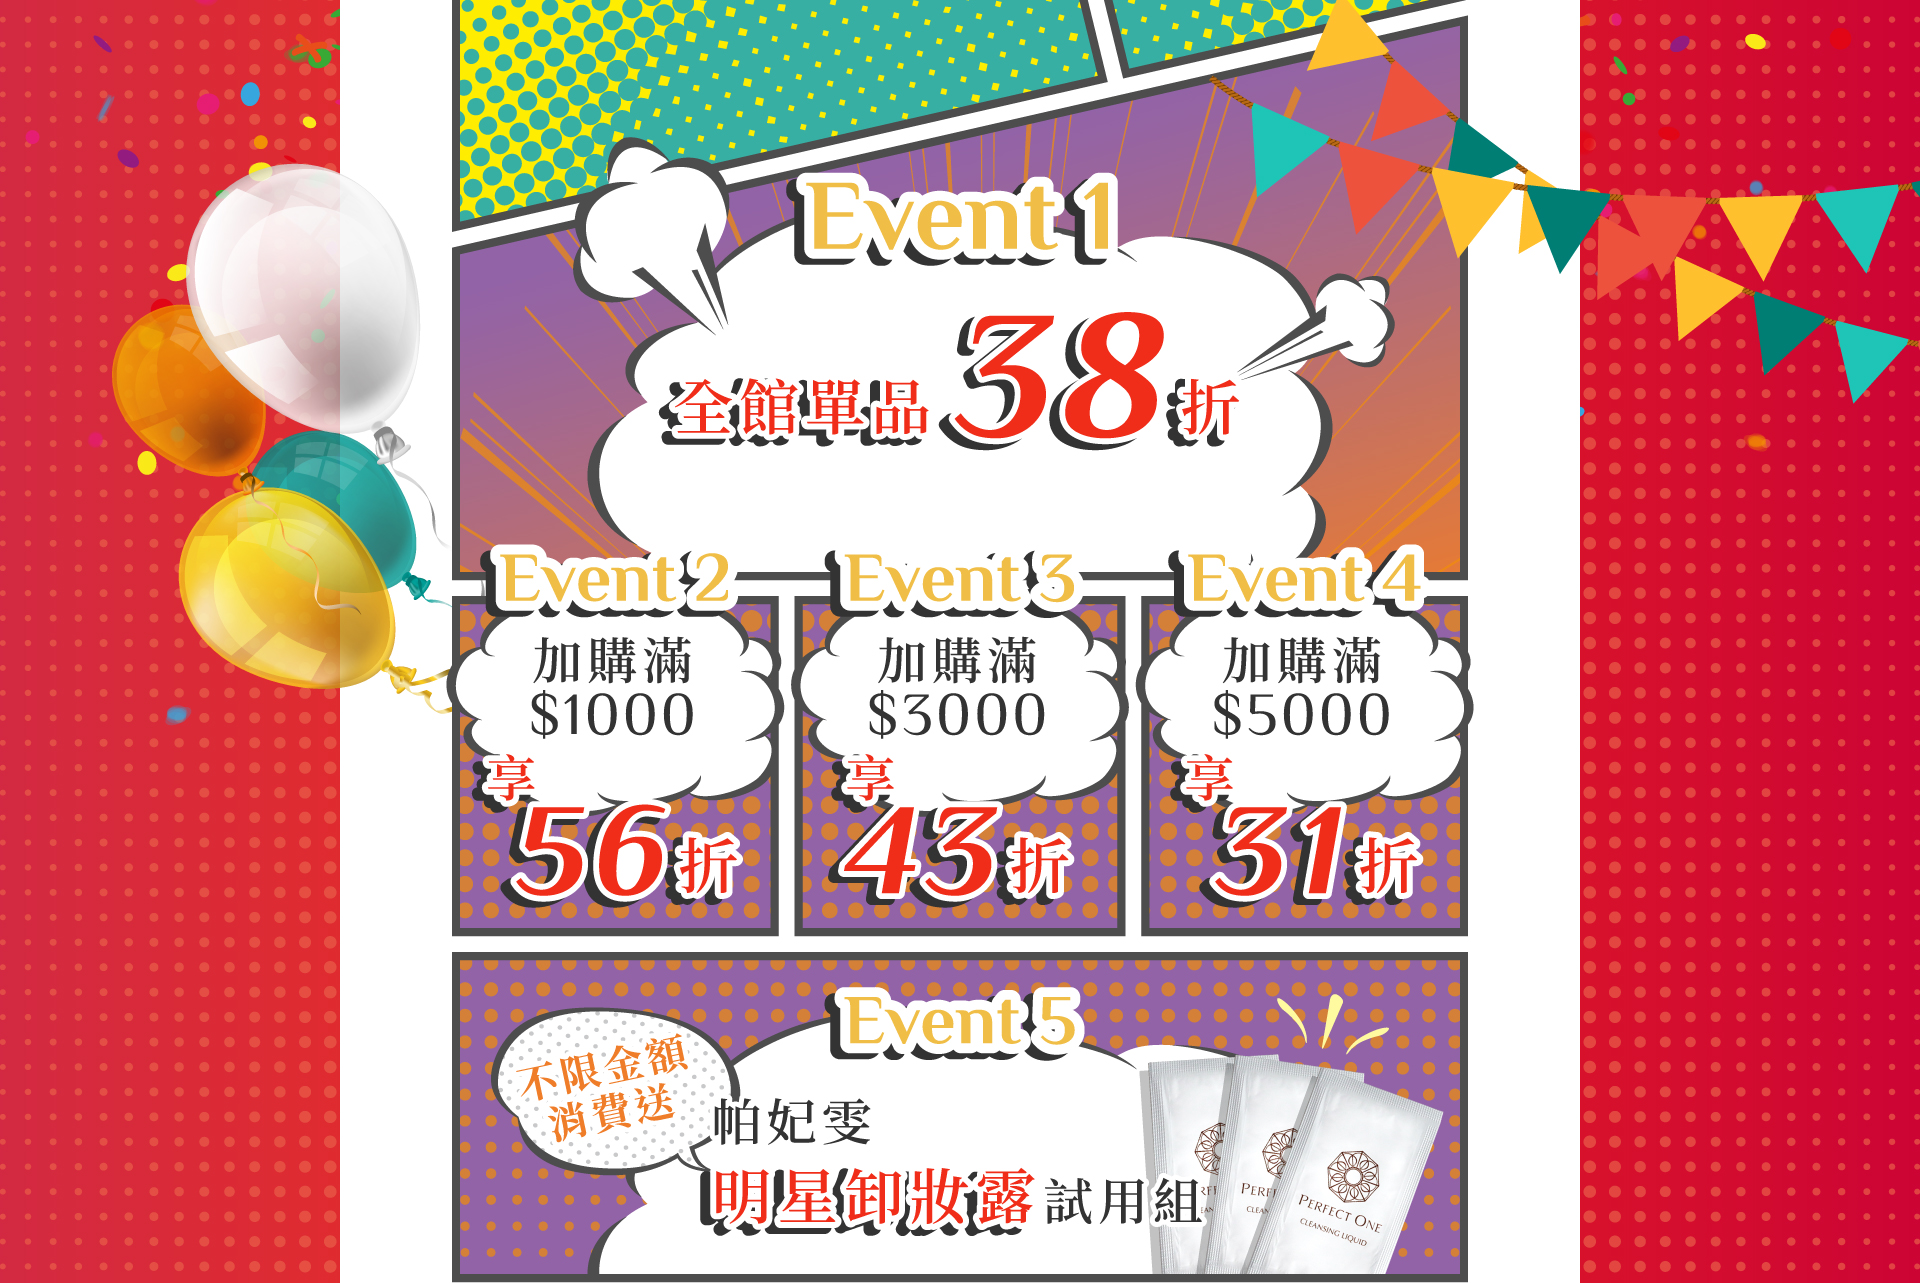 Event 1
全館單品38折
Event 2
加購滿
$1000
享
56折
Event 3
加購滿
$3000
享
43折
Event 4
加購滿
$5000
享
31折
Event 5
不限金額
消費送
帕妃雯
明星卸妝露試用組
PERFECT ONE
CLEANSING LIQUID